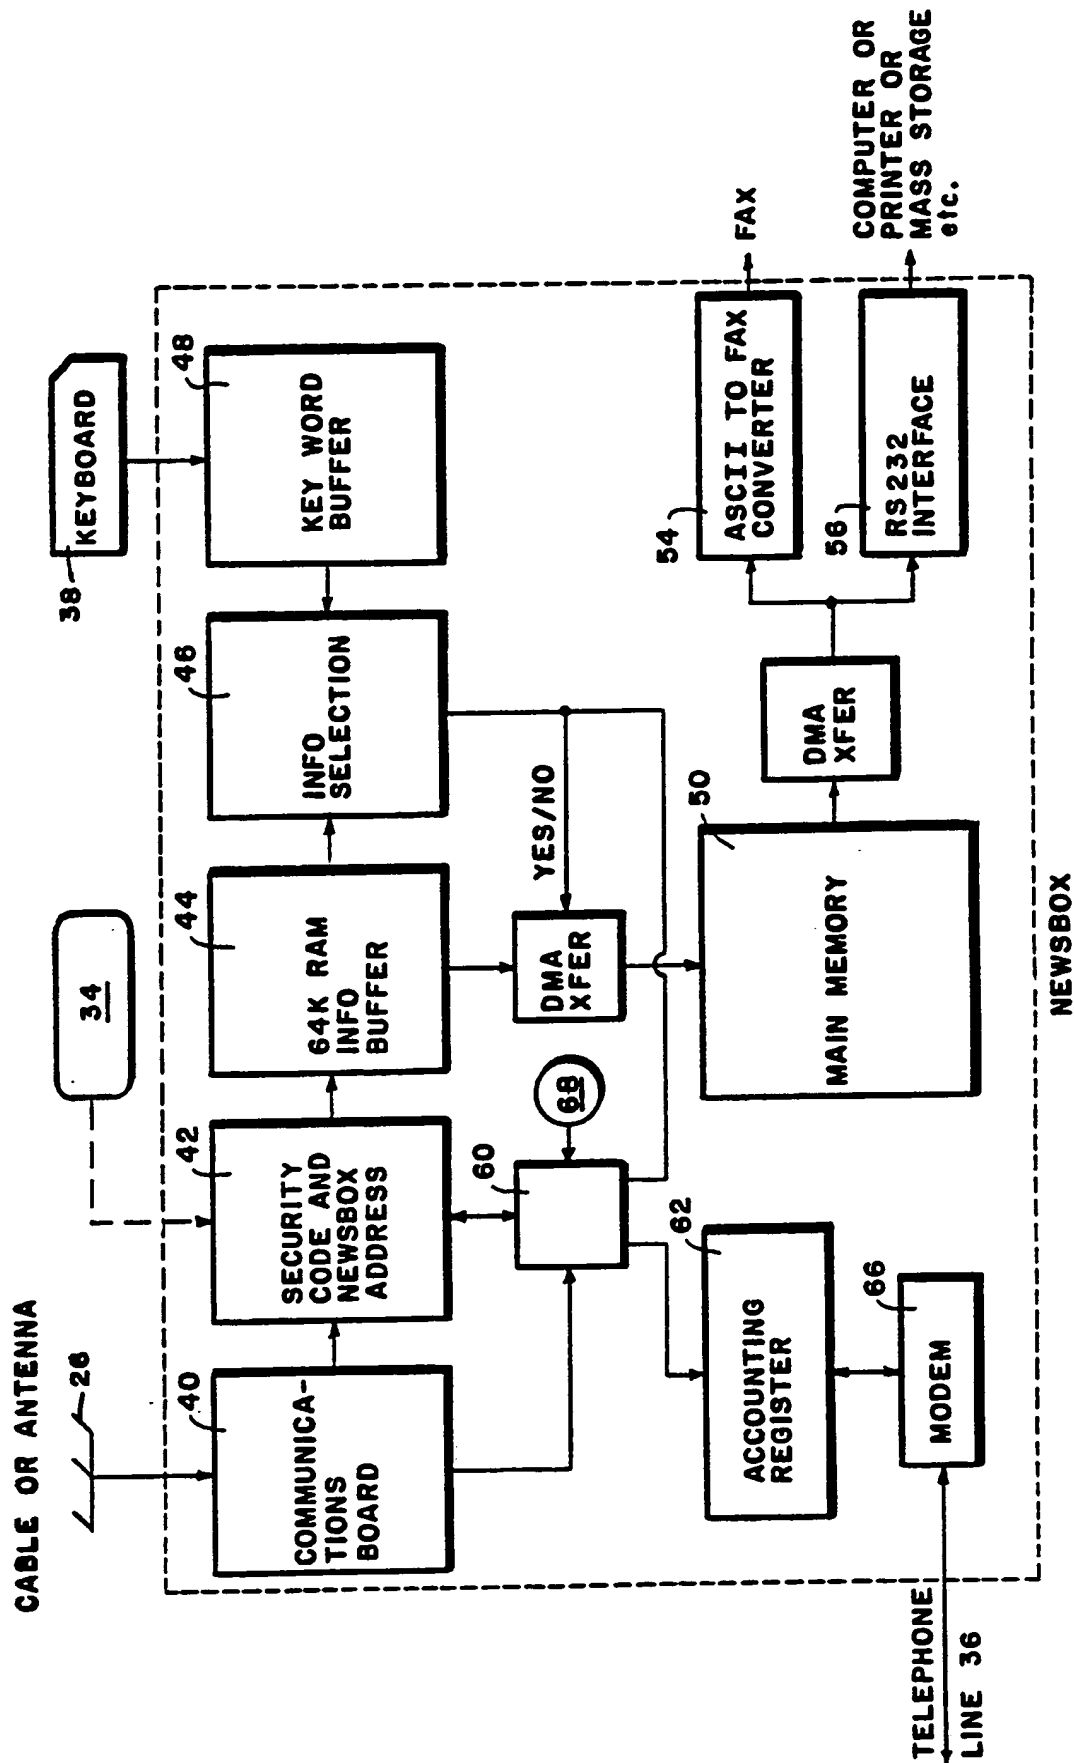 CABLE OR ANTENNA
26
34
38
KEYBOARD
40
COMMUNICA-
TIONS
BOARD
42
SECURITY
CODE AND
NEWSBOX
ADDRESS
44
64K RAM
INFO
BUFFER
46
INFO
SELECTION
48
KEY WORD
BUFFER
60
68
DMA
XFER
YES/NO
62
ACCOUNTING
REGISTER
66
MODEM
TELEPHONE
LINE 36
50
MAIN MEMORY
DMA
XFER
54
ASCII TO FAX
CONVERTER
FAX
56
RS232
INTERFACE
COMPUTER OR
PRINTER OR
MASS STORAGE
etc.
NEWSBOX